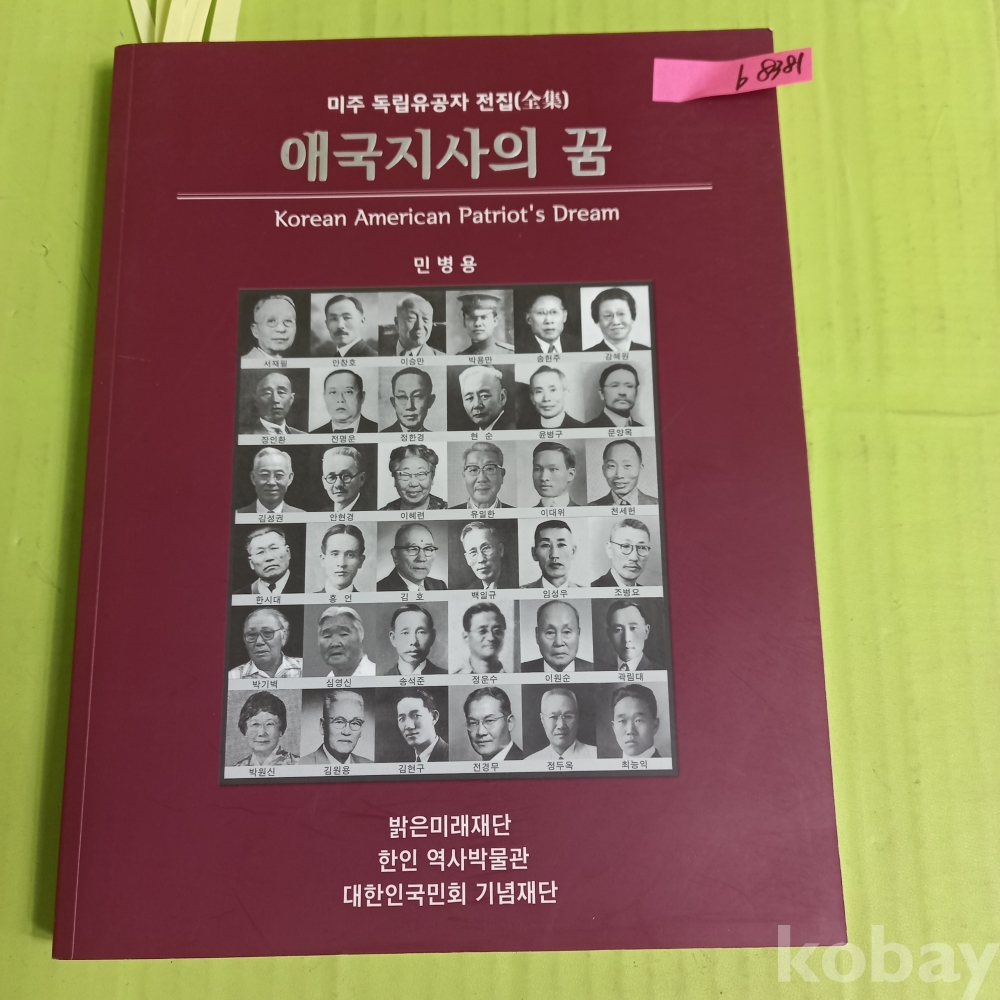 b 8381
미주 독립유공자 전집(全集)
애국지사의 꿈
Korean American Patriot's Dream
민병용
서재필 안창호 이승만 박용만 송헌주 강혜원
장인환 전명운 정한경 현 순 윤병구 문양목
김성권 안현경 이혜련 유일한 이대위 천세헌
한시대 홍 언 김 호 백일규 임성우 조병요
박기벽 심영신 송석준 정운수 이원순 곽림대
박원신 김원용 김현구 전경무 정두옥 최능익
밝은미래재단
한인 역사박물관
대한인국민회 기념재단
kobay